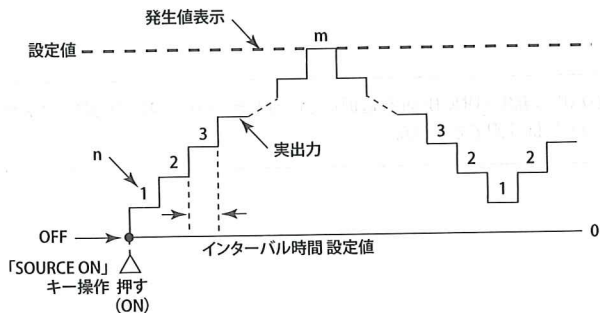 発生値表示
設定値
m
3
3
実出力
n
2
2
2
1
1
OFF
0
インターバル時間 設定値
「SOURCE ON」
キー操作 押す
(ON)